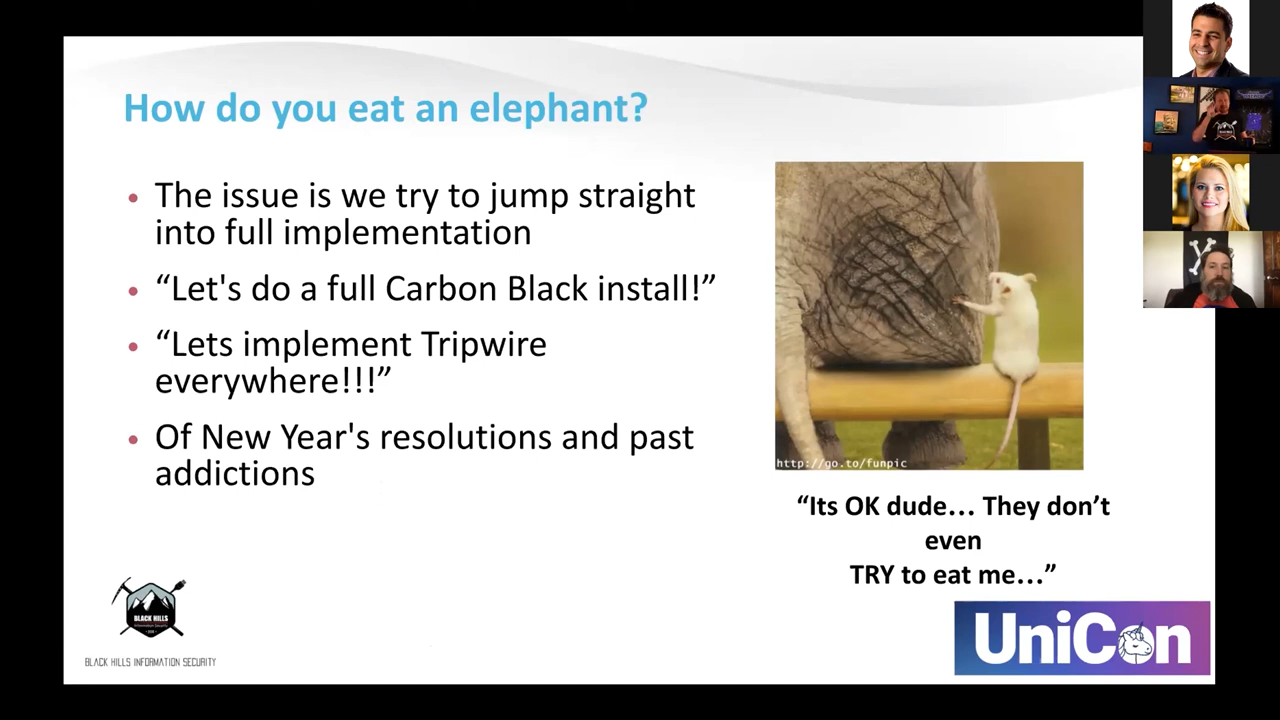 How do you eat an elephant?
• The issue is we try to jump straight
into full implementation
• “Let's do a full Carbon Black install!”
• “Lets implement Tripwire
everywhere!!!”
• Of New Year's resolutions and past
addictions
http://go.to/funpic
“Its OK dude... They don’t
even
TRY to eat me...”
BLACK HILLS
Information Security
BLACK HILLS INFORMATION SECURITY
UniCon